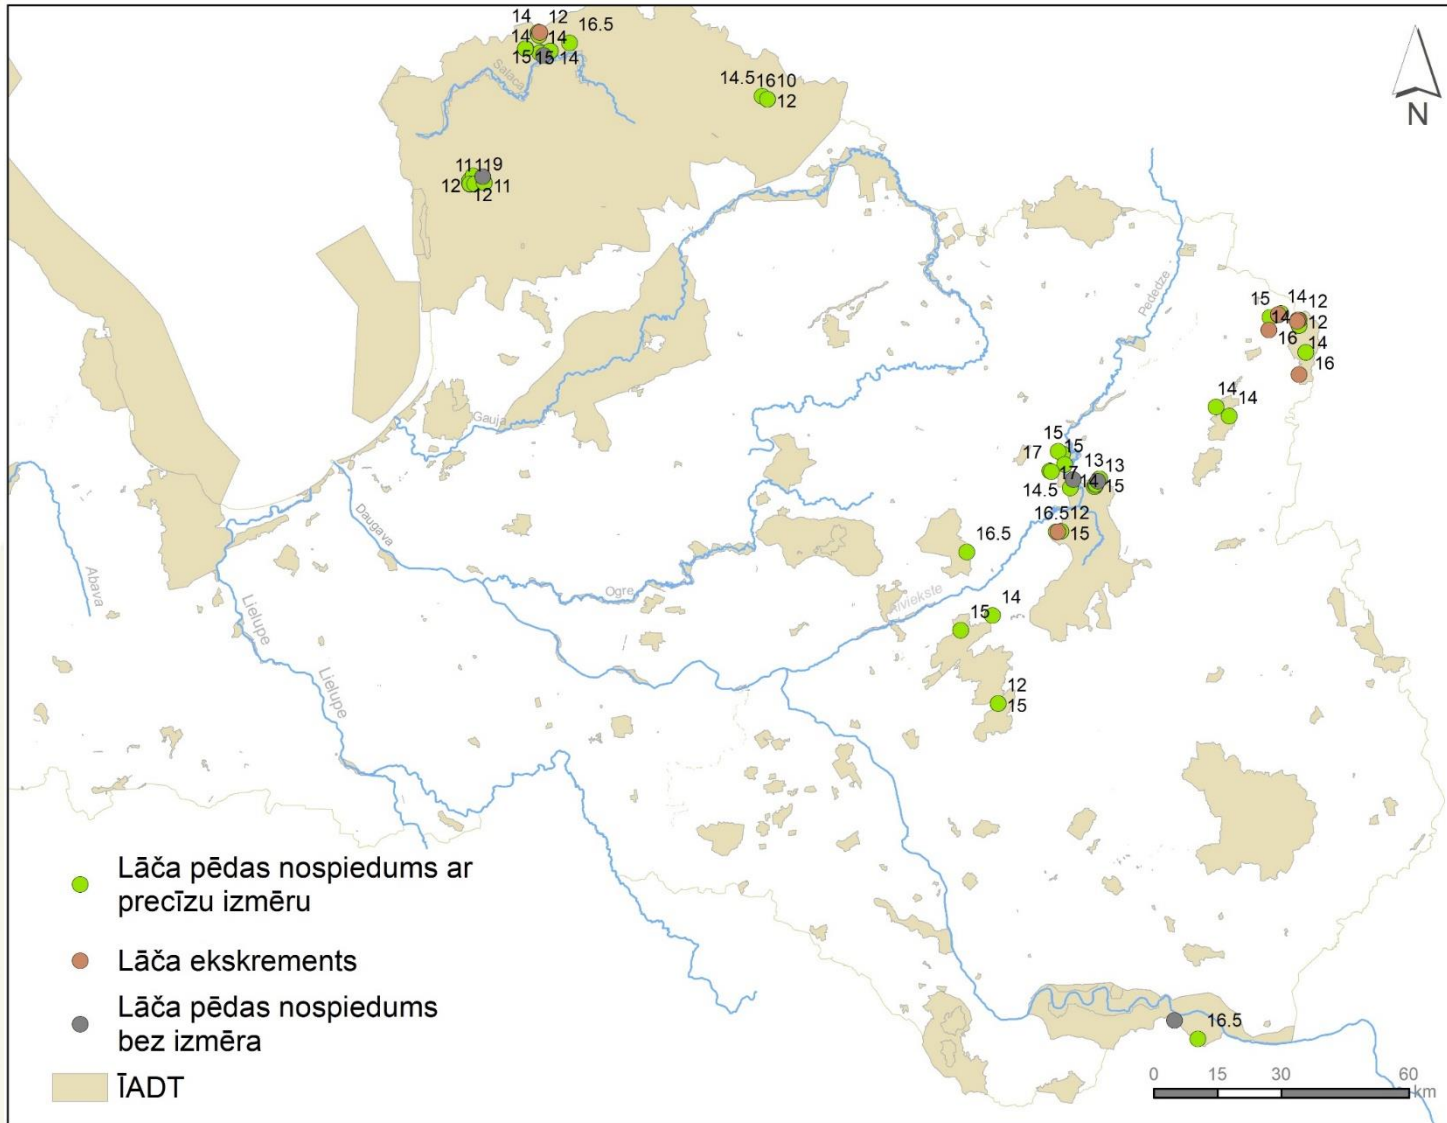 14 12 16.5
14 14
15 15 14
Salaca
14.5 16 10
12
N
11 11 9
12 12 11
Pededze
15 14 12
14 12
16 14
16
14 14
Gauja
15 15
17 17 13 13
14.5 14 15
16.5 12
15
16.5
Daugava
Abava
Ogre
Aiviekste
Lielupe
Lielupe
14
15
12
15
Lāča pēdas nospiedums ar
precīzu izmēru
Lāča ekskrements
Lāča pēdas nospiedums
bez izmēra
ĪADT
16.5
0 15 30 60
km